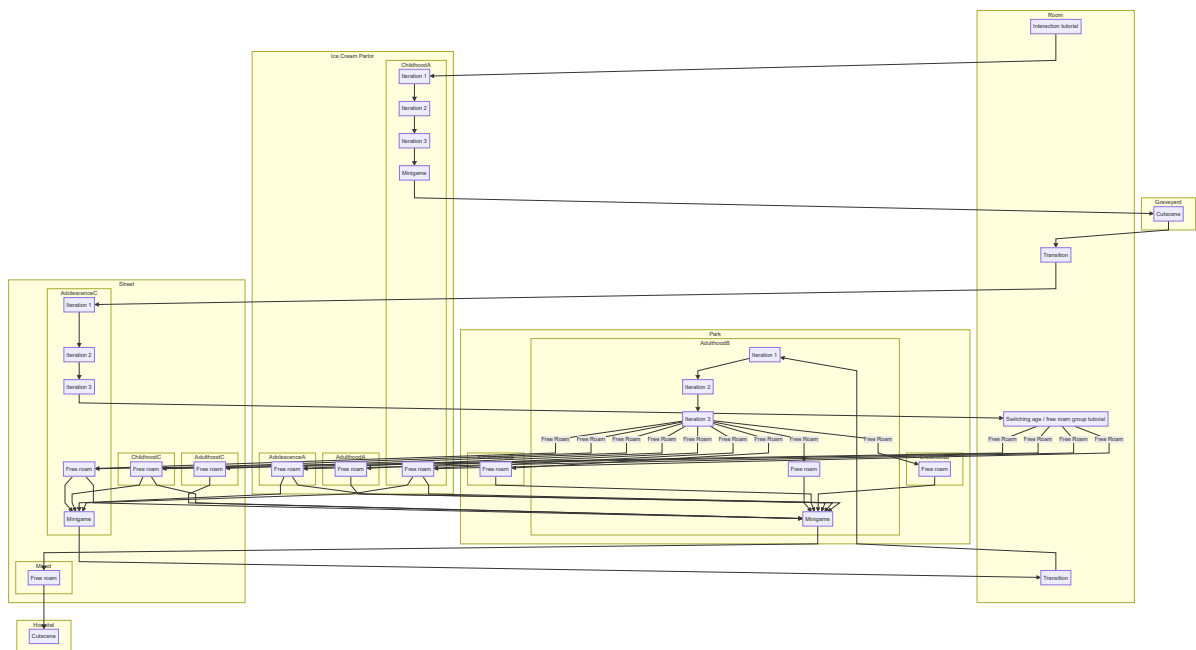 Room
Interaction tutorial
Ice Cream Parlor
ChildhoodA
Iteration 1
Iteration 2
Iteration 3
Minigame
Graveyard
Cutscene
Transition
Street
AdolescenceC
Iteration 1
Iteration 2
Iteration 3
Park
AdulthoodB
Iteration 1
Iteration 2
Iteration 3
Switching age / free roam group tutorial
Free Roam Free Roam Free Roam Free Roam Free Roam Free Roam Free Roam Free Roam Free Roam Free Roam Free Roam Free Roam Free Roam
ChildhoodC AdulthoodC AdolescenceA AdulthoodA
Free roam Free roam Free roam Free roam Free roam Free roam Free roam Free roam Free roam
Minigame Minigame
Free roam Transition
Cutscene